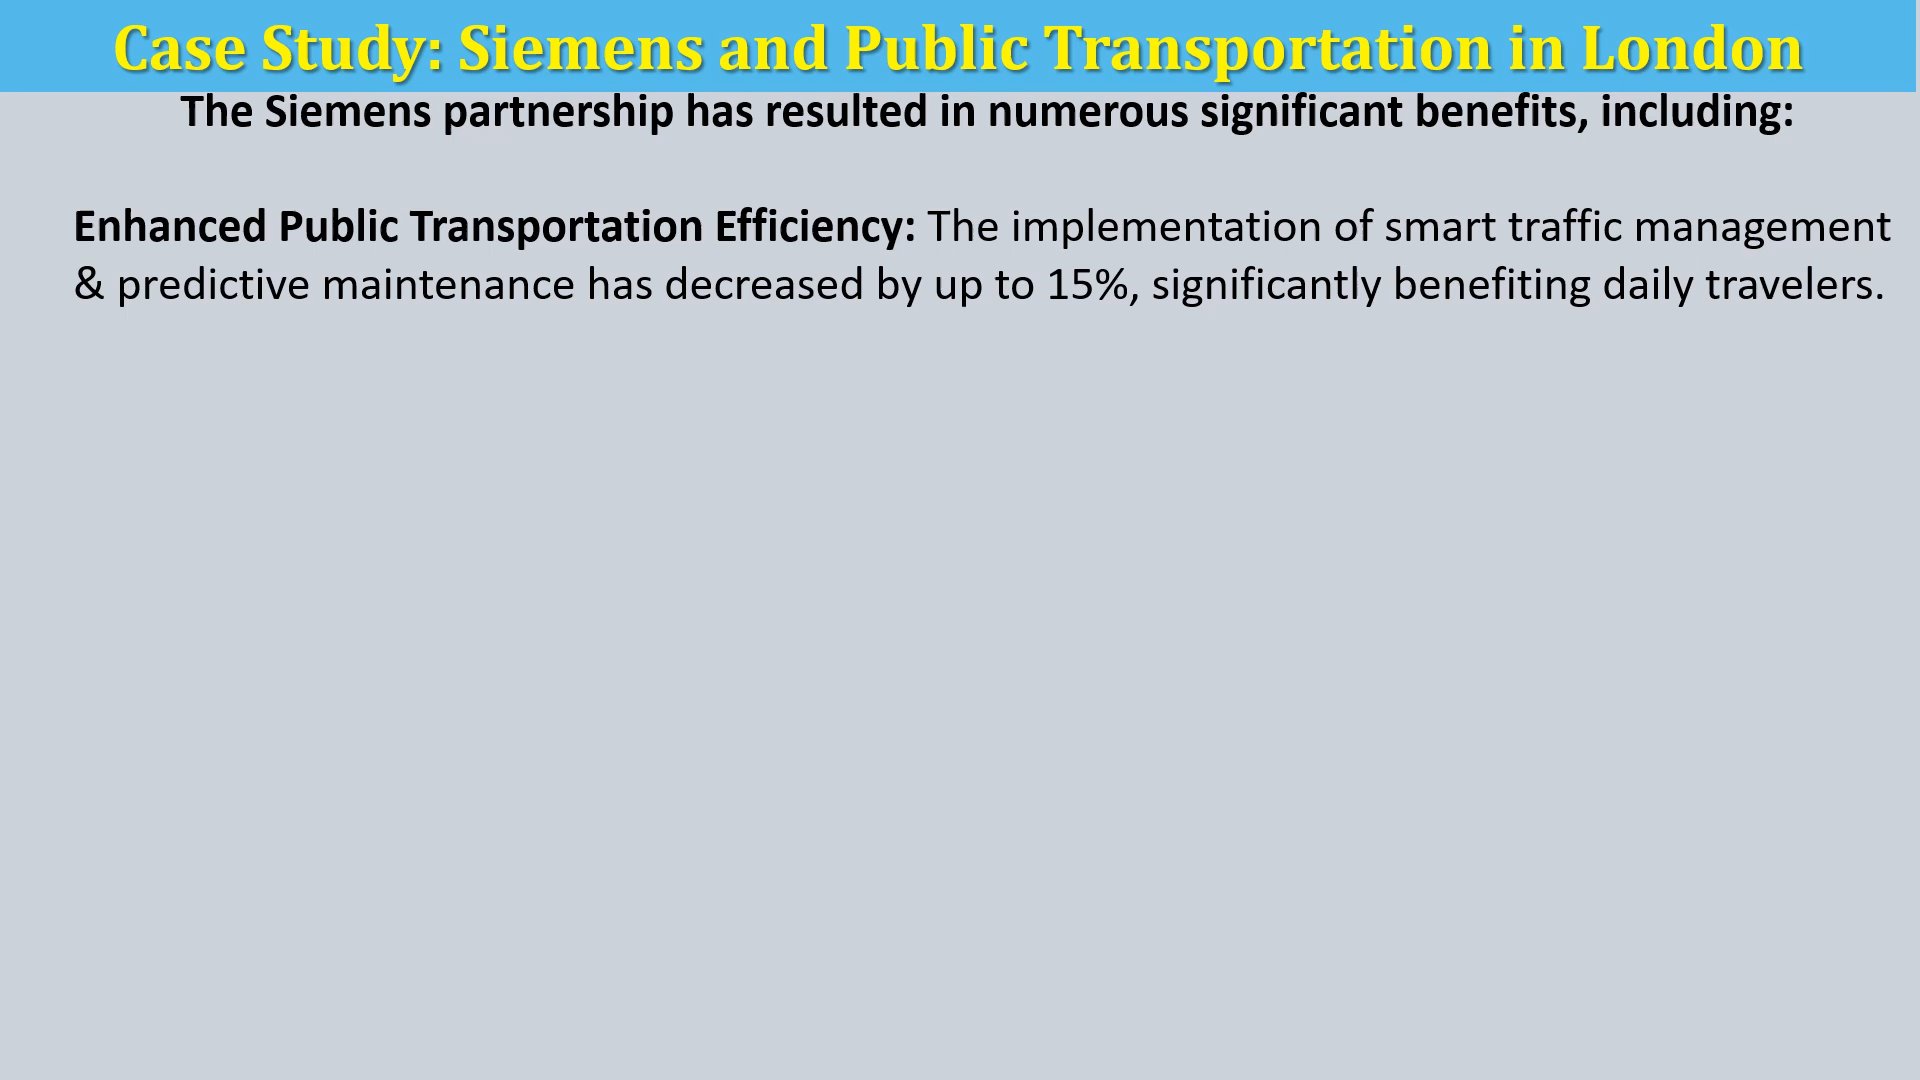 Case Study: Siemens and Public Transportation in London
The Siemens partnership has resulted in numerous significant benefits, including:
Enhanced Public Transportation Efficiency: The implementation of smart traffic management
& predictive maintenance has decreased by up to 15%, significantly benefiting daily travelers.